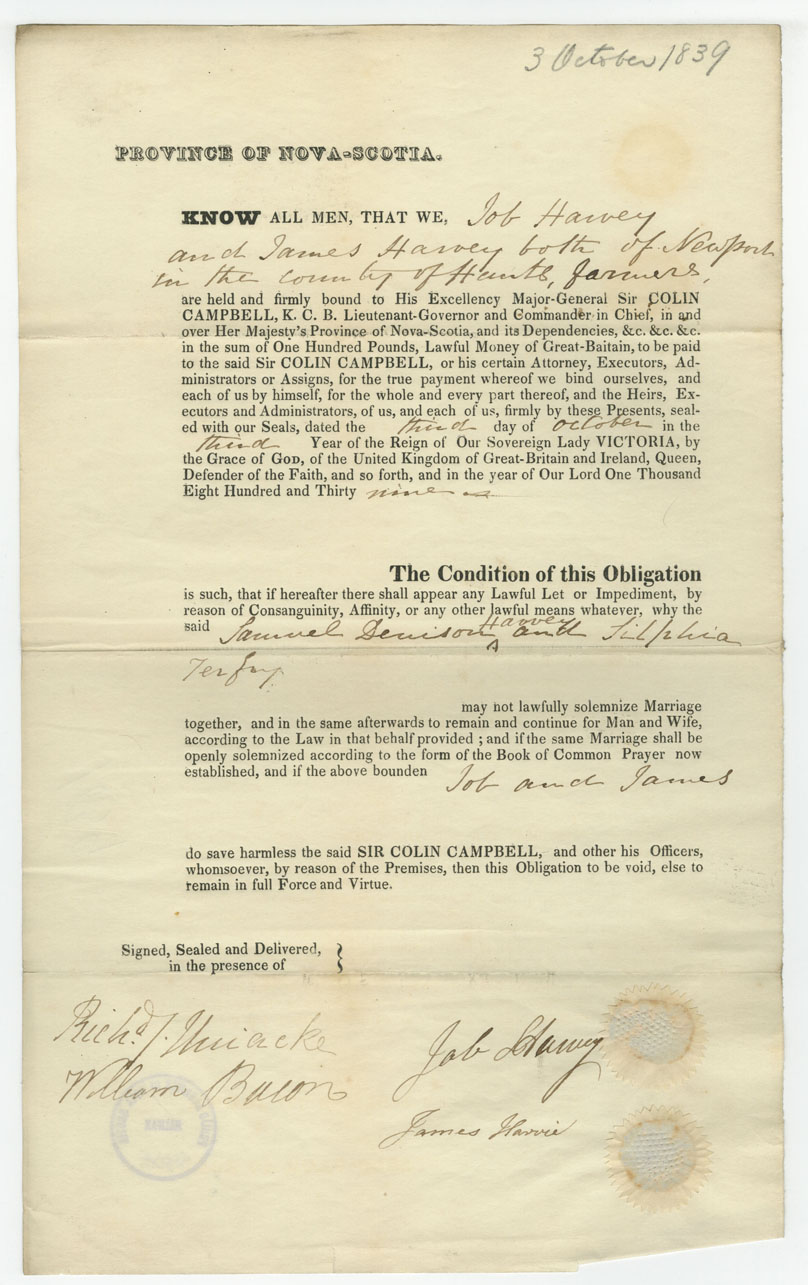 3 October 1839
PROVINCE OF NOVA-SCOTIA.
KNOW ALL MEN, THAT WE, Job Harvey
and James Harvey both of Newport
in the county of Hants, farmers,
are held and firmly bound to His Excellency Major-General Sir COLIN
CAMPBELL, K. C. B. Lieutenant-Governor and Commander in Chief, in and
over Her Majesty's Province of Nova-Scotia, and its Dependencies, &c. &c. &c.
in the sum of One Hundred Pounds, Lawful Money of Great-Baitain, to be paid
to the said Sir COLIN CAMPBELL, or his certain Attorney, Executors, Ad-
ministrators or Assigns, for the true payment whereof we bind ourselves, and
each of us by himself, for the whole and every part thereof, and the Heirs, Ex-
ecutors and Administrators, of us, and each of us, firmly by these Presents, seal-
ed with our Seals, dated the third day of October in the
third Year of the Reign of Our Sovereign Lady VICTORIA, by
the Grace of GOD, of the United Kingdom of Great-Britain and Ireland, Queen,
Defender of the Faith, and so forth, and in the year of Our Lord One Thousand
Eight Hundred and Thirty nine
The Condition of this Obligation
is such, that if hereafter there shall appear any Lawful Let or Impediment, by
reason of Consanguinity, Affinity, or any other lawful means whatever, why the
said Samuel Denison Harvey and Silphia
may not lawfully solemnize Marriage
together, and in the same afterwards to remain and continue for Man and Wife,
according to the Law in that behalf provided ; and if the same Marriage shall be
openly solemnized according to the form of the Book of Common Prayer now
established, and if the above bounden Job and James
do save harmless the said SIR COLIN CAMPBELL, and other his Officers,
whomsoever, by reason of the Premises, then this Obligation to be void, else to
remain in full Force and Virtue.
Signed, Sealed and Delivered,
in the presence of
Richd. J. Uniacke
Job Harvey
William Bacon
James Harvie